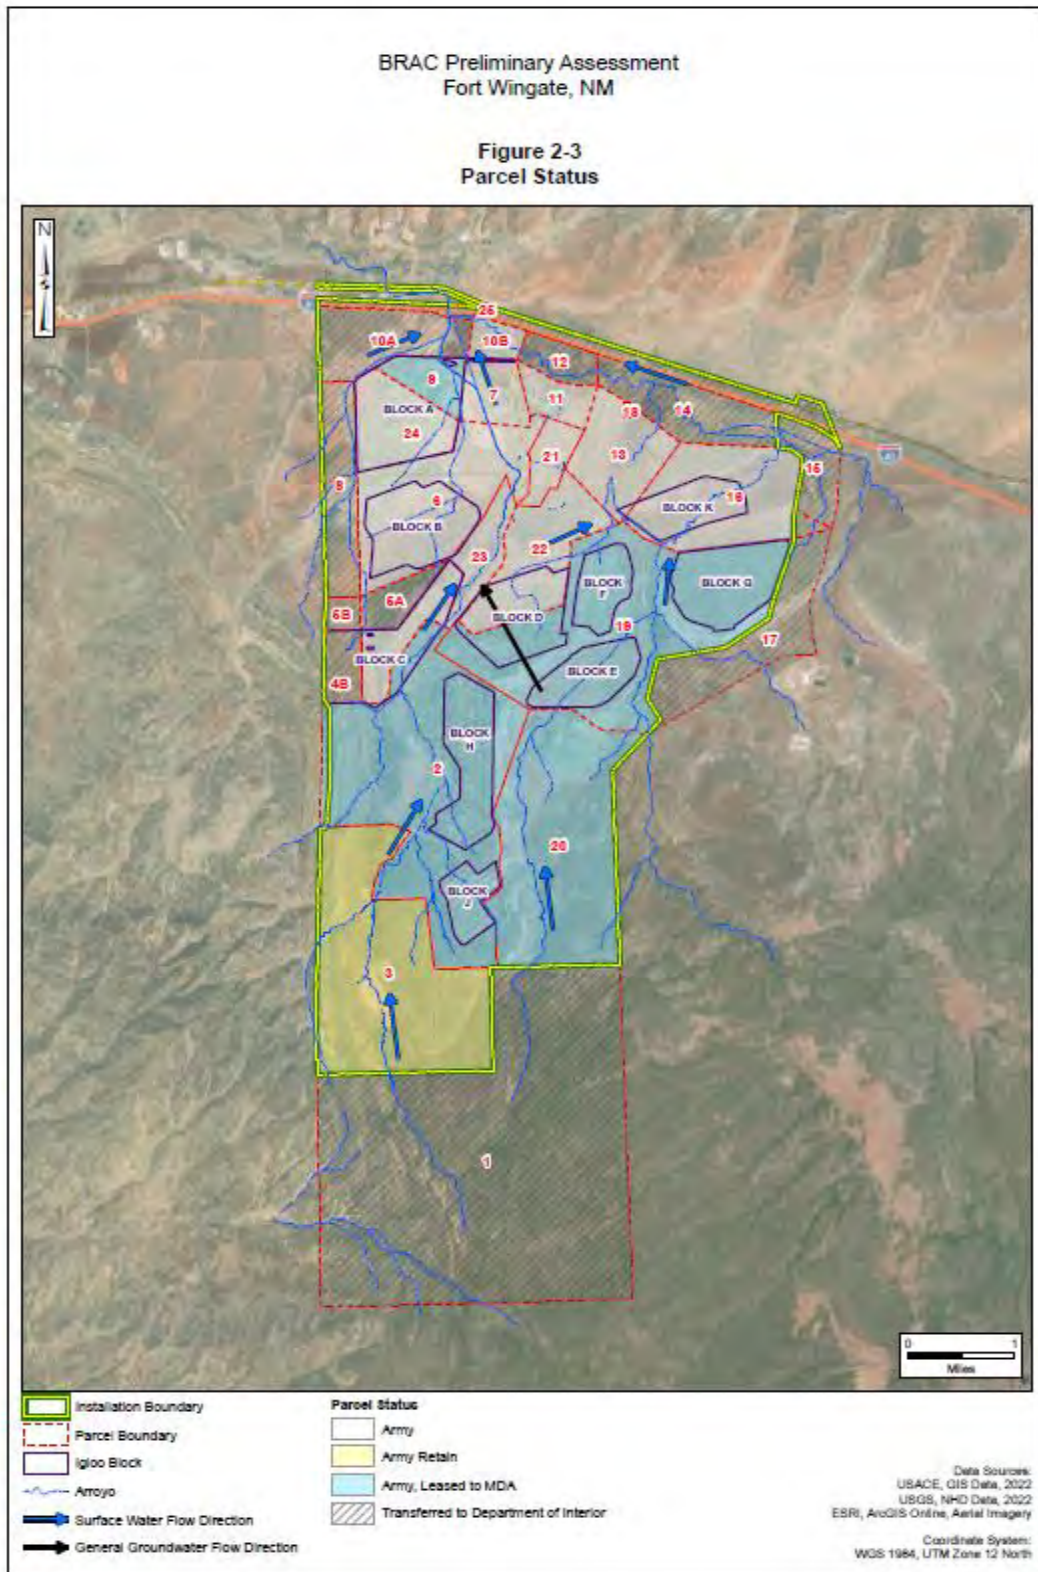 BRAC Preliminary Assessment
Fort Wingate, NM
Figure 2-3
Parcel Status
N
25
10A
10B
12
9
7
11
18
14
BLOCK A
24
21
13
15
8
6
BLOCK B
BLOCK K
16
23
22
5B
5A
BLOCK F
BLOCK G
BLOCK D
19
17
BLOCK C
4B
BLOCK E
BLOCK
H
2
20
BLOCK
J
3
1
0 1
Miles
Installation Boundary
Parcel Boundary
Igloo Block
Arroyo
Surface Water Flow Direction
General Groundwater Flow Direction
Parcel Status
Army
Army Retain
Army, Leased to MDA
Transferred to Department of Interior
Data Sources:
USACE, GIS Data, 2022
USGS, NHD Data, 2022
ESRI, ArcGIS Online, Aerial Imagery
Coordinate System:
WGS 1984, UTM Zone 12 North